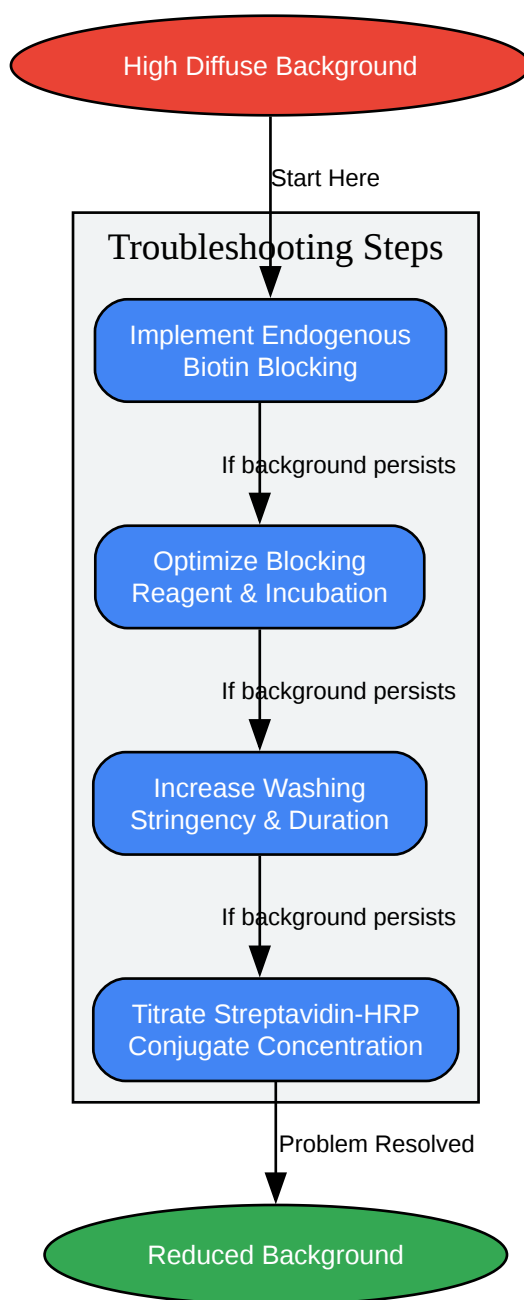 High Diffuse Background
Start Here
Troubleshooting Steps
Implement Endogenous
Biotin Blocking
If background persists
Optimize Blocking
Reagent & Incubation
If background persists
Increase Washing
Stringency & Duration
If background persists
Titrate Streptavidin-HRP
Conjugate Concentration
Problem Resolved
Reduced Background